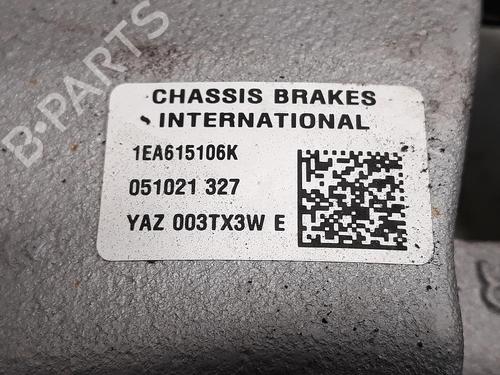 B-PARTS
CHASSIS BRAKES
INTERNATIONAL
1EA615106K
051021 327
YAZ 003TX3W E